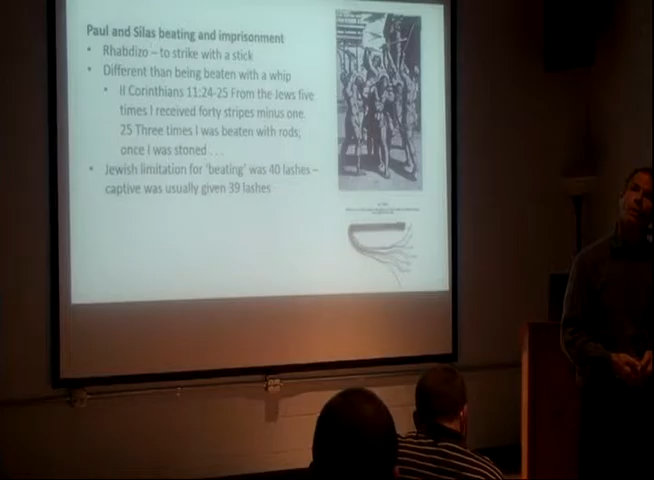 Paul and Silas beating and imprisonment
• Rhabdizo – to strike with a stick
• Different than being beaten with a whip
• II Corinthians 11:24-25 From the Jews five
times I received forty stripes minus one.
25 Three times I was beaten with rods,
once I was stoned . . .
• Jewish limitation for 'beating' was 40 lashes –
captive was usually given 39 lashes